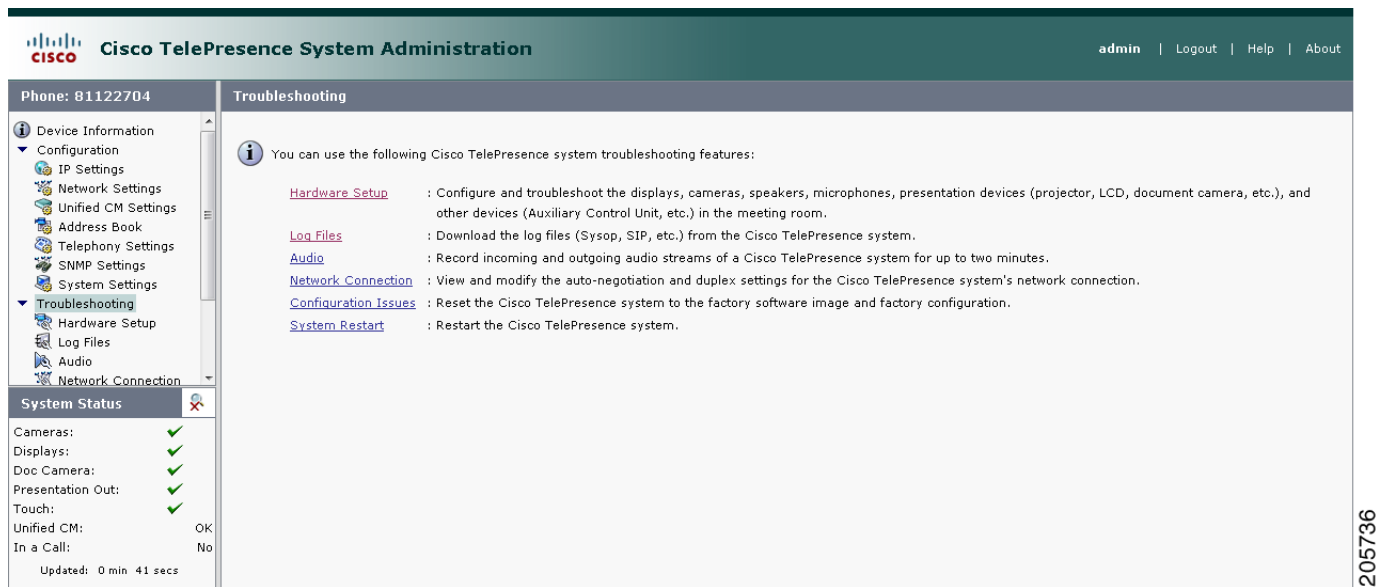 CISCO
Cisco TelePresence System Administration
admin | Logout | Help | About
Phone: 81122704
Device Information
Configuration
IP Settings
Network Settings
Unified CM Settings
Address Book
Telephony Settings
SNMP Settings
System Settings
Troubleshooting
Hardware Setup
Log Files
Audio
Network Connection
System Status
Cameras:
Displays:
Doc Camera:
Presentation Out:
Touch:
Unified CM: OK
In a Call: No
Updated: 0 min 41 secs
Troubleshooting
You can use the following Cisco TelePresence system troubleshooting features:
Hardware Setup : Configure and troubleshoot the displays, cameras, speakers, microphones, presentation devices (projector, LCD, document camera, etc.), and
other devices (Auxiliary Control Unit, etc.) in the meeting room.
Log Files : Download the log files (Sysop, SIP, etc.) from the Cisco TelePresence system.
Audio : Record incoming and outgoing audio streams of a Cisco TelePresence system for up to two minutes.
Network Connection : View and modify the auto-negotiation and duplex settings for the Cisco TelePresence system's network connection.
Configuration Issues : Reset the Cisco TelePresence system to the factory software image and factory configuration.
System Restart : Restart the Cisco TelePresence system.
205736